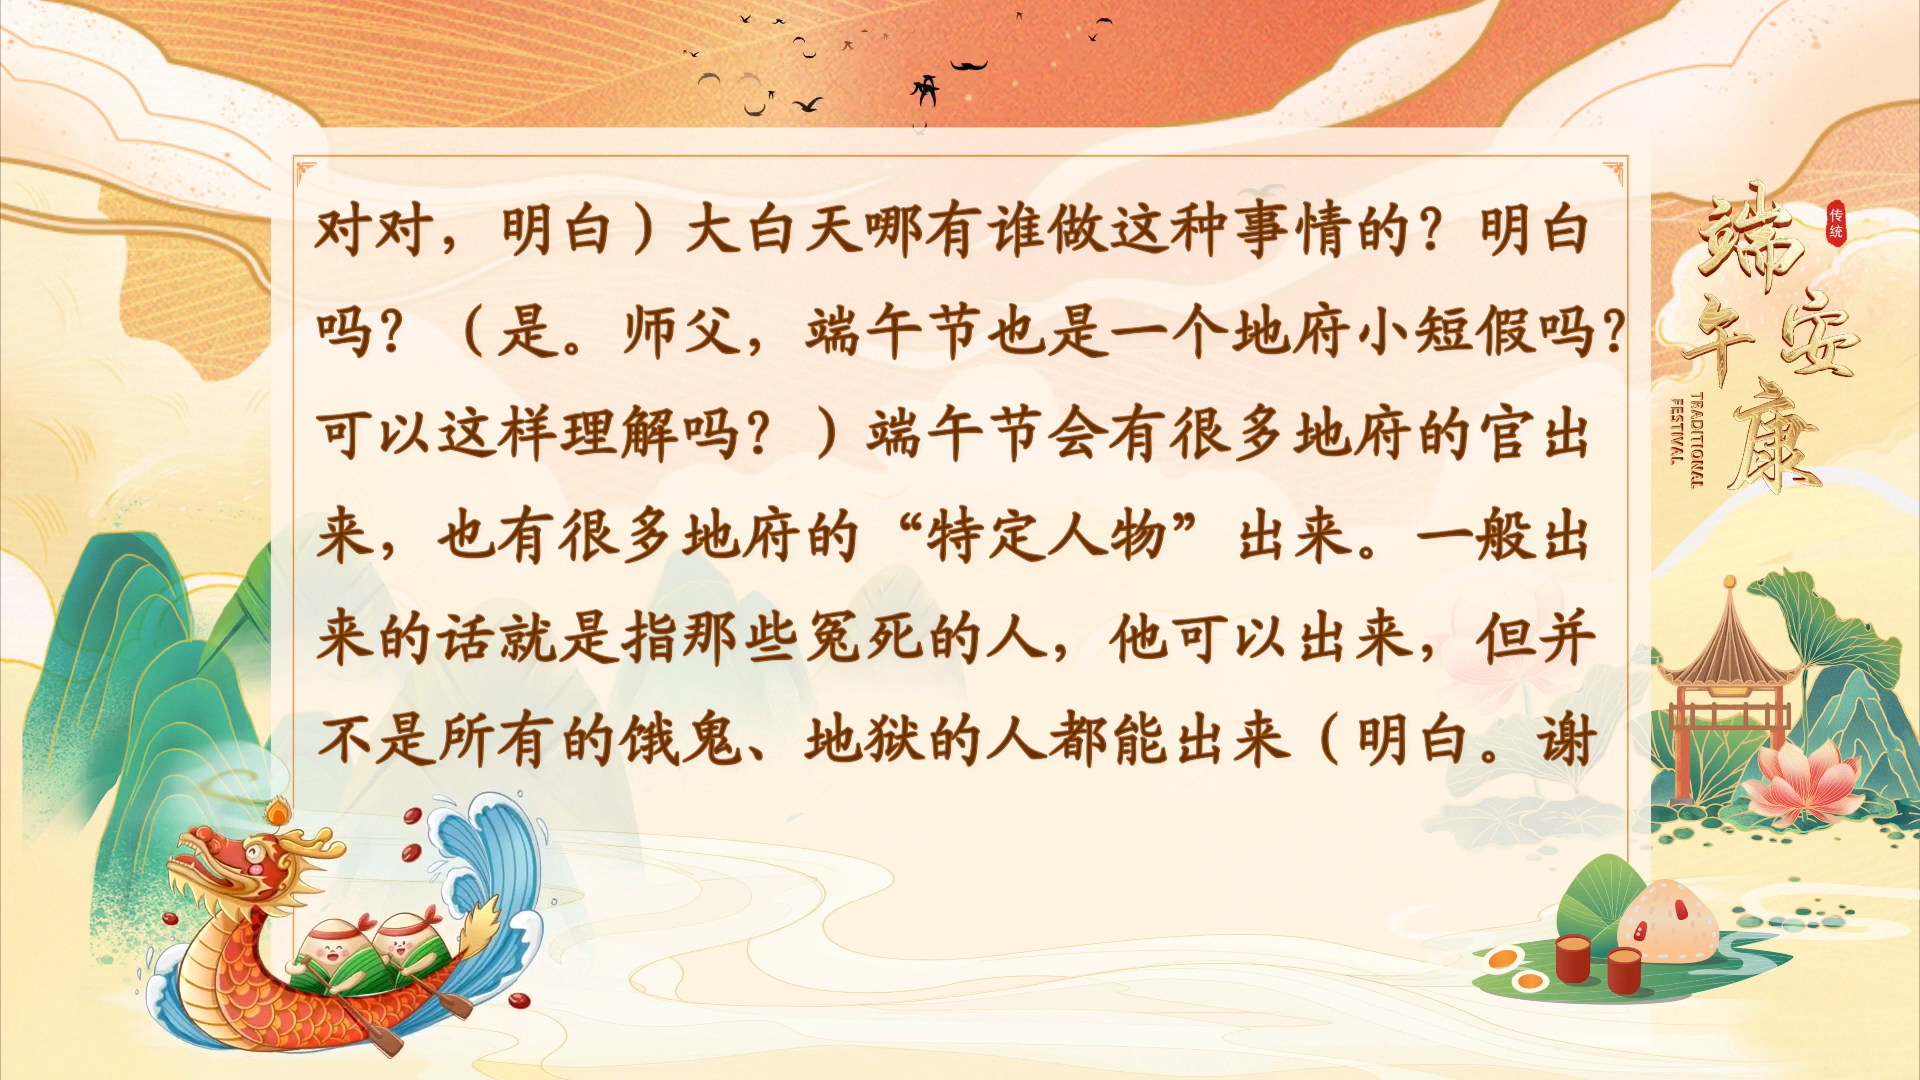 对对，明白）大白天哪有谁做这种事情的？明白
吗？（是。师父，端午节也是一个地府小短假吗？
可以这样理解吗？）端午节会有很多地府的官出
来，也有很多地府的“特定人物”出来。一般出
来的话就是指那些冤死的人，他可以出来，但并
不是所有的饿鬼、地狱的人都能出来（明白。谢
端午安康
传统
TRADITIONAL
FESTIVAL